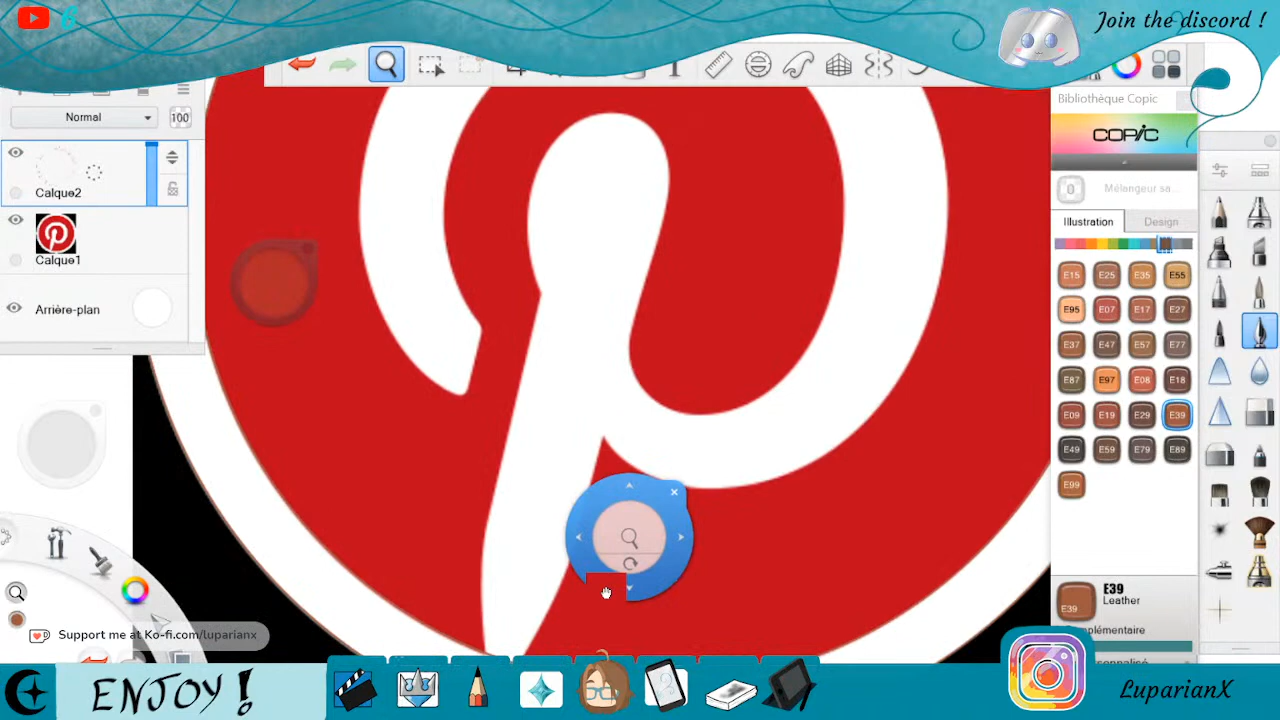 6
Join the discord !
Bibliothèque Copic
Normal
100
COPIC
Calque2
0
Mélangeur sa...
Illustration
Design
Calque1
E15
E25
E35
E55
E95
E07
E17
E27
Arrière-plan
E37
E47
E57
E77
E87
E97
E08
E18
E09
E19
E29
E39
E49
E59
E79
E89
E99
E39
Leather
E39
Support me at Ko-fi.com/luparianx
ENJOY !
LuparianX